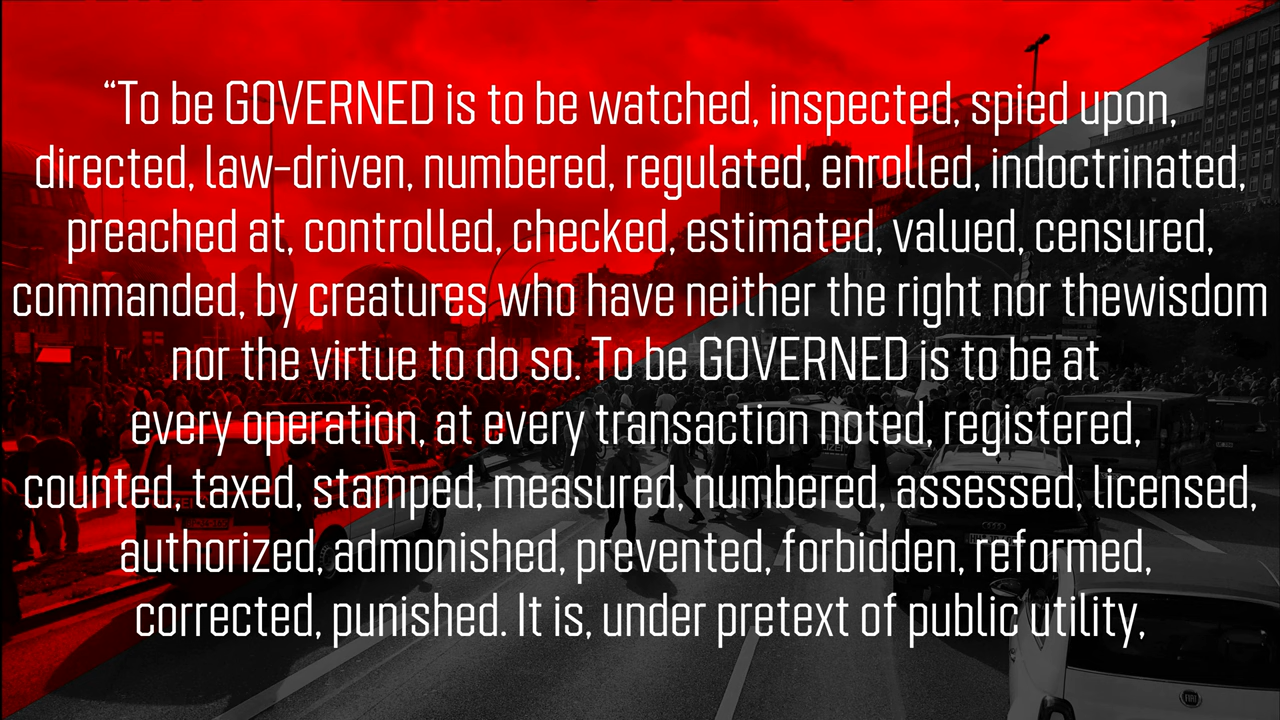 “To be GOVERNED is to be watched, inspected, spied upon,
directed, law-driven, numbered, regulated, enrolled, indoctrinated,
preached at, controlled, checked, estimated, valued, censured,
commanded, by creatures who have neither the right nor thewisdom
nor the virtue to do so. To be GOVERNED is to be at
every operation, at every transaction noted, registered,
counted, taxed, stamped, measured, numbered, assessed, licensed,
authorized, admonished, prevented, forbidden, reformed,
corrected, punished. It is, under pretext of public utility,